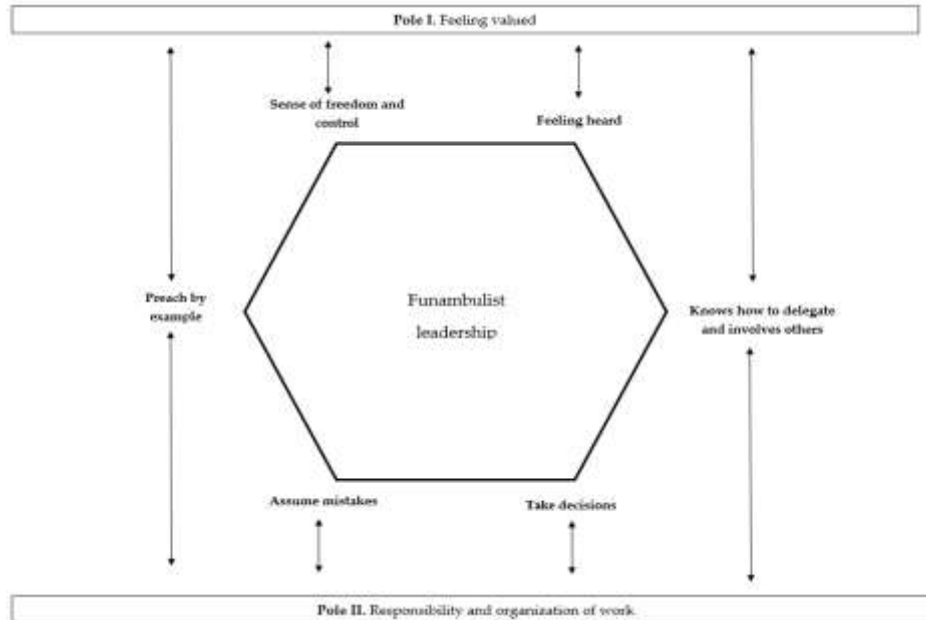 Pole I. Feeling valued
Sense of freedom and
control
Feeling heard
Preach by
example
Funambulist
leadership
Knows how to delegate
and involves others
Assume mistakes
Take decisions
Pole II. Responsibility and organization of work